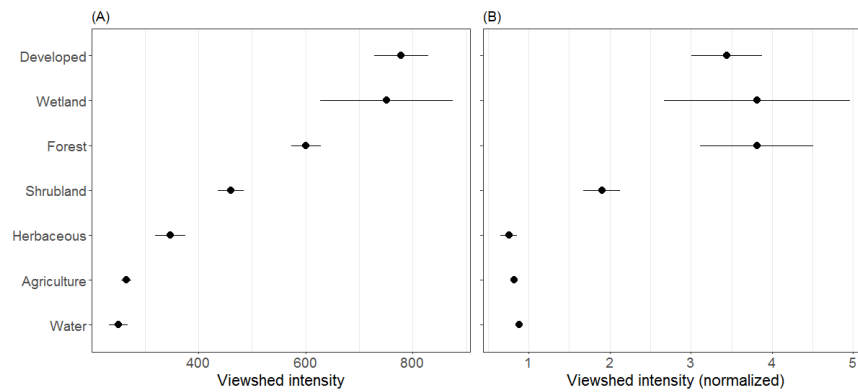 (A) (B)
Developed
Wetland
Forest
Shrubland
Herbaceous
Agriculture
Water
400 600 800 1 2 3 4 5
Viewshed intensity Viewshed intensity (normalized)